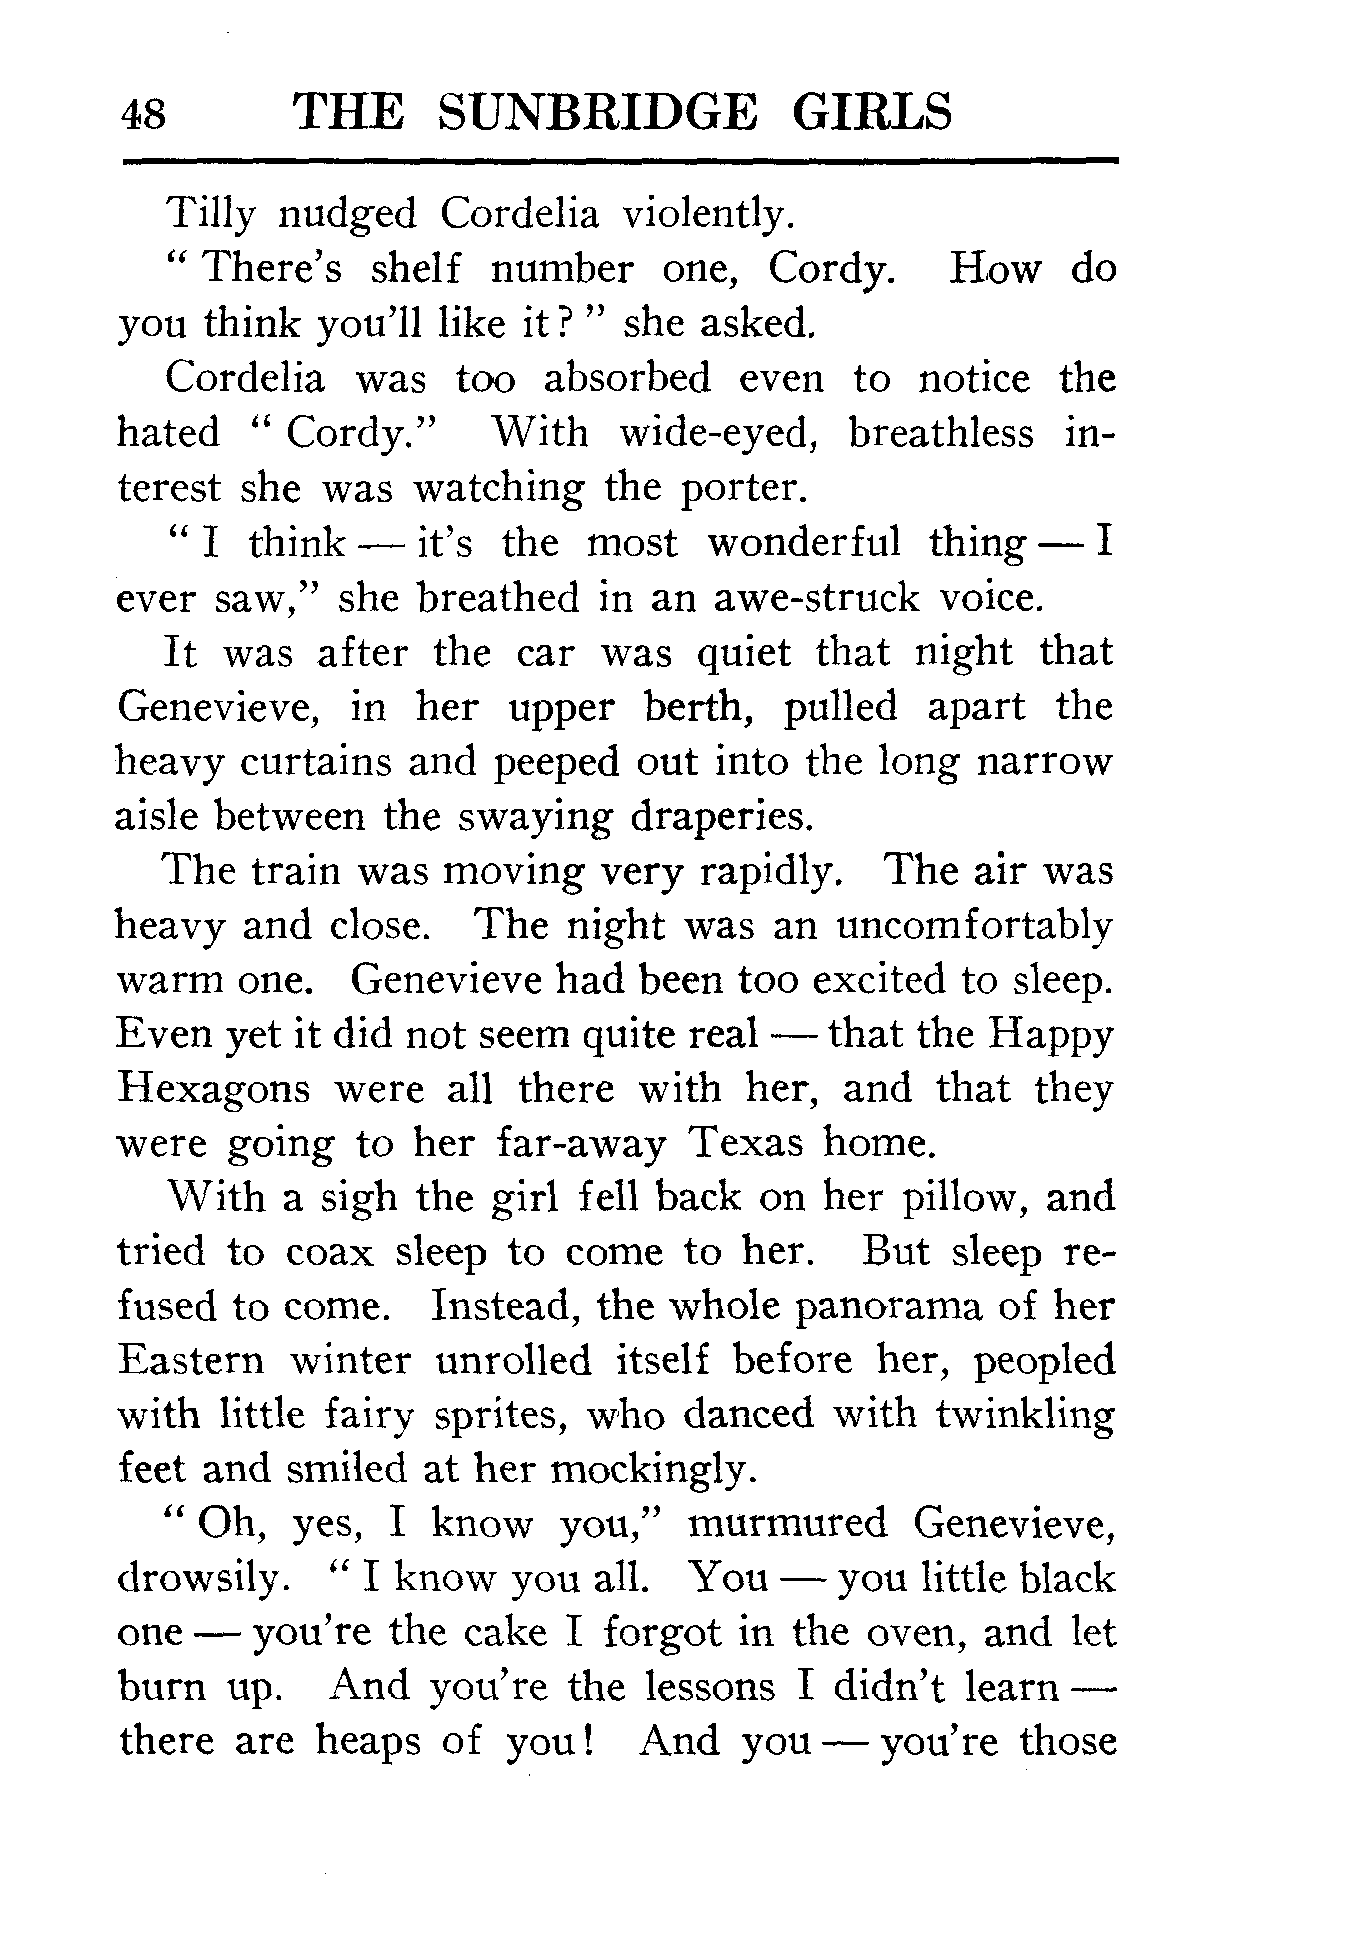 48 THE SUNBRIDGE GIRLS
Tilly nudged Cordelia violently.
“ There’s shelf number one, Cordy. How do
you think you’ll like it? ” she asked.
Cordelia was too absorbed even to notice the
hated “ Cordy.” With wide-eyed, breathless in-
terest she was watching the porter.
“ I think — it’s the most wonderful thing — I
ever saw,” she breathed in an awe-struck voice.
It was after the car was quiet that night that
Genevieve, in her upper berth, pulled apart the
heavy curtains and peeped out into the long narrow
aisle between the swaying draperies.
The train was moving very rapidly. The air was
heavy and close. The night was an uncomfortably
warm one. Genevieve had been too excited to sleep.
Even yet it did not seem quite real — that the Happy
Hexagons were all there with her, and that they
were going to her far-away Texas home.
With a sigh the girl fell back on her pillow, and
tried to coax sleep to come to her. But sleep re-
fused to come. Instead, the whole panorama of her
Eastern winter unrolled itself before her, peopled
with little fairy sprites, who danced with twinkling
feet and smiled at her mockingly.
“ Oh, yes, I know you,” murmured Genevieve,
drowsily. “ I know you all. You — you little black
one — you’re the cake I forgot in the oven, and let
burn up. And you’re the lessons I didn’t learn —
there are heaps of you! And you — you’re those